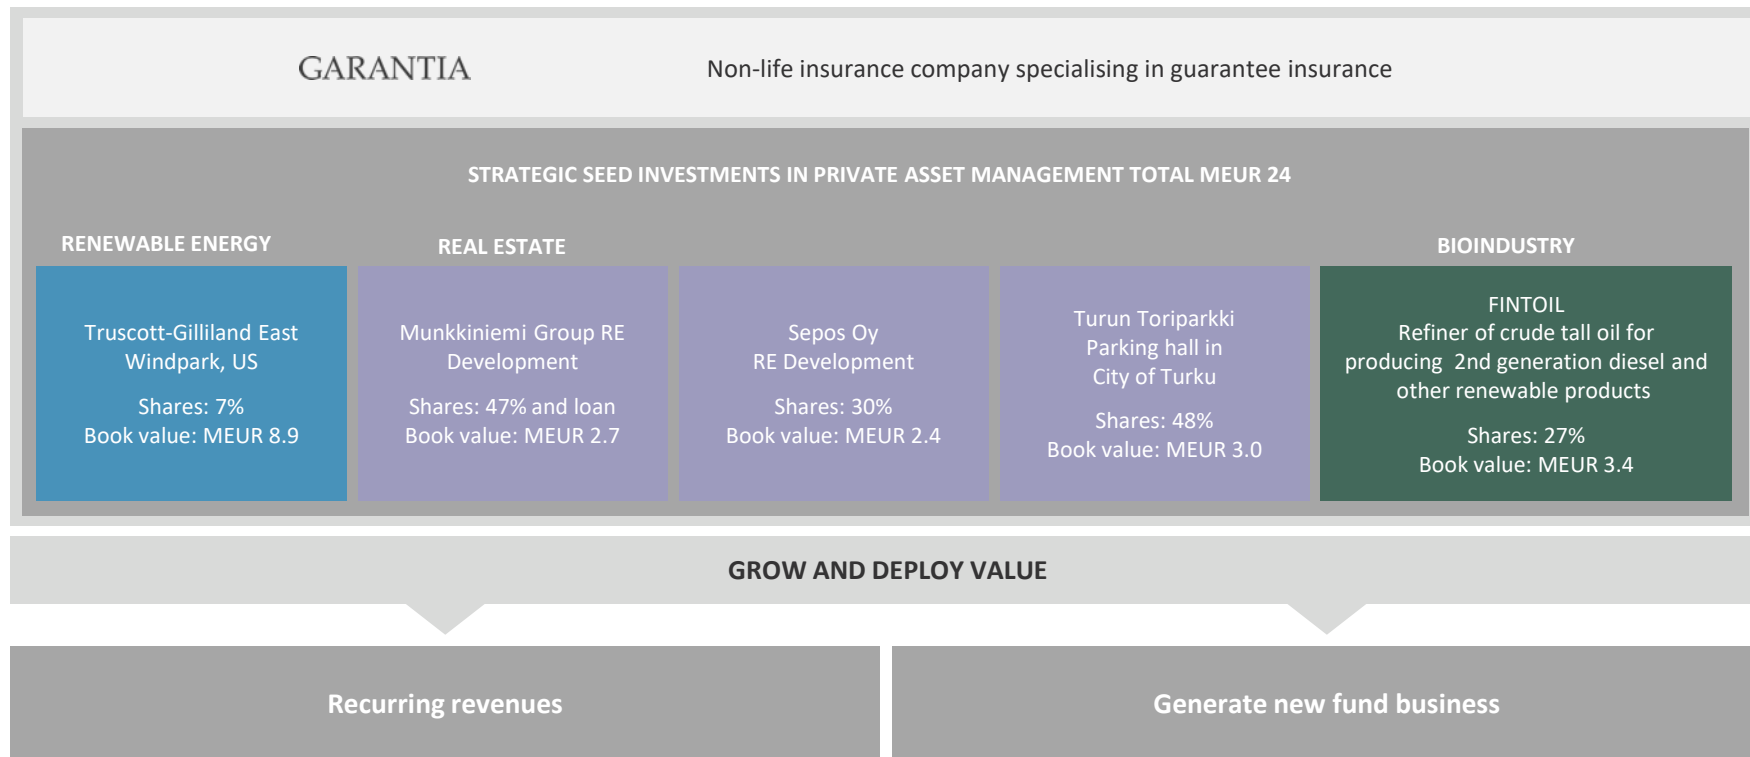 GARANTIA
Non-life insurance company specialising in guarantee insurance
STRATEGIC SEED INVESTMENTS IN PRIVATE ASSET MANAGEMENT TOTAL MEUR 24
RENEWABLE ENERGY
Truscott-Gilliland East
Windpark, US
Shares: 7%
Book value: MEUR 8.9
REAL ESTATE
Munkkiniemi Group RE
Development
Shares: 47% and loan
Book value: MEUR 2.7
Sepos Oy
RE Development
Shares: 30%
Book value: MEUR 2.4
Turun Toriparkki
Parking hall in
City of Turku
Shares: 48%
Book value: MEUR 3.0
BIOINDUSTRY
FINTOIL
Refiner of crude tall oil for
producing  2nd generation diesel and
other renewable products
Shares: 27%
Book value: MEUR 3.4
GROW AND DEPLOY VALUE
Recurring revenues
Generate new fund business